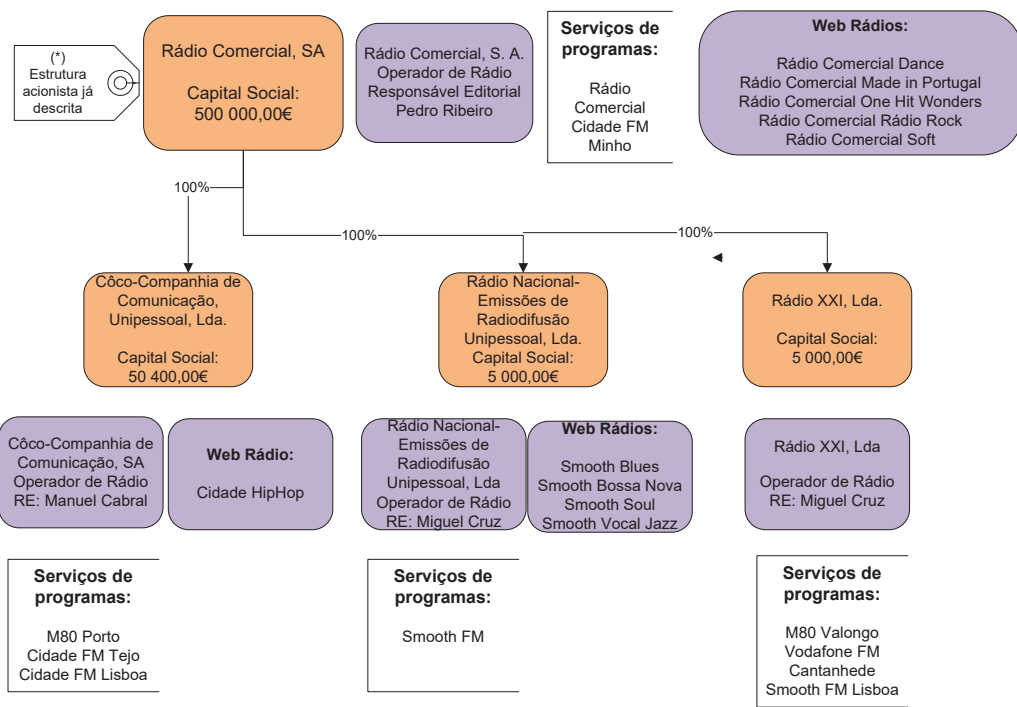 (*)
Estrutura
acionista já
descrita
Rádio Comercial, SA
Capital Social:
500 000,00€
Rádio Comercial, S. A.
Operador de Rádio
Responsável Editorial
Pedro Ribeiro
Serviços de
programas:
Rádio
Comercial
Cidade FM
Minho
Web Rádios:
Rádio Comercial Dance
Rádio Comercial Made in Portugal
Rádio Comercial One Hit Wonders
Rádio Comercial Rádio Rock
Rádio Comercial Soft
100%
100%
100%
Côco-Companhia de
Comunicação,
Unipessoal, Lda.
Capital Social:
50 400,00€
Rádio Nacional-
Emissões de
Radiodifusão
Unipessoal, Lda.
Capital Social:
5 000,00€
Rádio XXI, Lda.
Capital Social:
5 000,00€
Côco-Companhia de
Comunicação, SA
Operador de Rádio
RE: Manuel Cabral
Web Rádio:
Cidade HipHop
Rádio Nacional-
Emissões de
Radiodifusão
Unipessoal, Lda
Operador de Rádio
RE: Miguel Cruz
Web Rádios:
Smooth Blues
Smooth Bossa Nova
Smooth Soul
Smooth Vocal Jazz
Rádio XXI, Lda
Operador de Rádio
RE: Miguel Cruz
Serviços de
programas:
M80 Porto
Cidade FM Tejo
Cidade FM Lisboa
Serviços de
programas:
Smooth FM
Serviços de
programas:
M80 Valongo
Vodafone FM
Cantanhede
Smooth FM Lisboa